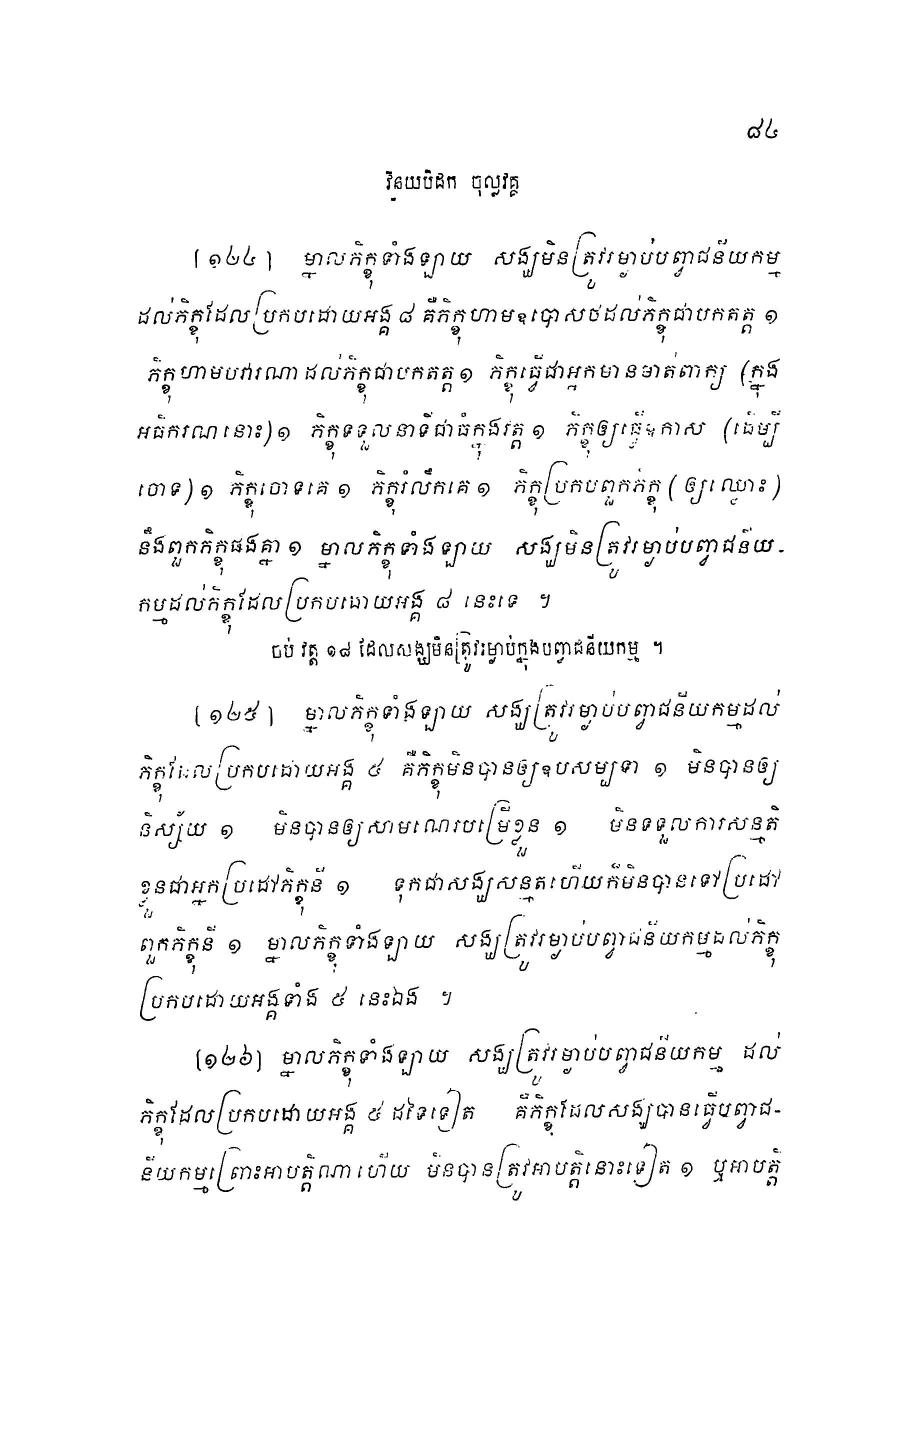 ៨៤
វិនយបិដក ចុល្លវគ្គ
[១២៤] ម្នាលភិក្ខុទាំងឡាយ សង្ឃមិនត្រូវរម្ងាប់បញ្វជនីយកម្ម
ដល់ភិក្ខុដែលប្រកបដោយអង្គ ៨ គឺភិក្ខុហាមឧបោសថដល់ភិក្ខុជាបកតត្ត ១
ភិក្ខុហាមបវារណាដល់ភិក្ខុជាបកតត្ត ១ ភិក្ខុធ្វើជាអ្នកមានមាត់ពាក្យ (ក្នុង
អធិករណនោះ) ១ ភិក្ខុទទួលនាទីជាធំក្នុងវត្ត ១ ភិក្ខុឲ្យធ្វើឱកាស (ដើម្បី
ចោទ) ១ ភិក្ខុចោទគេ ១ ភិក្ខុរំលឹកគេ ១ ភិក្ខុប្រកបពួកភិក្ខុ (ឲ្យឈ្លោះ)
នឹងពួកភិក្ខុផងគ្នា ១ ម្នាលភិក្ខុទាំងឡាយ សង្ឃមិនត្រូវរម្ងាប់បញ្វជនីយ-
កម្មដល់ភិក្ខុដែលប្រកបដោយអង្គ ៨ នេះទេ ។
ចប់ វត្ត ១៨ ដែលសង្ឃមិនត្រូវរម្ងាប់ក្នុងបញ្វជនីយកម្ម ។
[១២៥] ម្នាលភិក្ខុទាំងឡាយ សង្ឃត្រូវរម្ងាប់បញ្វជនីយកម្មដល់
ភិក្ខុដែលប្រកបដោយអង្គ ៥ គឺភិក្ខុមិនបានឲ្យឧបសម្បទា ១ មិនបានឲ្យ
និស្ស័យ ១ មិនបានឲ្យសាមណេរបម្រើខ្លួន ១ មិនទទួលការសន្មតិ
ខ្លួនជាអ្នកប្រដៅភិក្ខុនី ១ ទុកជាសង្ឃសន្មតហើយក៏មិនបានទៅប្រដៅ
ពួកភិក្ខុនី ១ ម្នាលភិក្ខុទាំងឡាយ សង្ឃត្រូវរម្ងាប់បញ្វជនីយកម្មដល់ភិក្ខុ
ប្រកបដោយអង្គទាំង ៥ នេះឯង ។
[១២៦] ម្នាលភិក្ខុទាំងឡាយ សង្ឃត្រូវរម្ងាប់បញ្វជនីយកម្ម ដល់
ភិក្ខុដែលប្រកបដោយអង្គ ៥ ដទៃទៀត គឺភិក្ខុដែលសង្ឃបានធ្វើបញ្វជ-
នីយកម្មព្រោះអាបត្តិណាហើយ មិនបានត្រូវអាបត្តិនោះទៀត ១ ឬអាបត្តិ